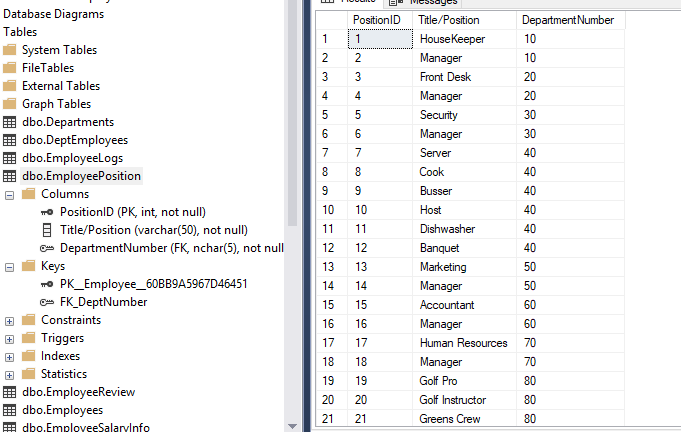 Database Diagrams
Tables
System Tables
FileTables
External Tables
Graph Tables
dbo.Departments
dbo.DeptEmployees
dbo.EmployeeLogs
dbo.EmployeePosition
Columns
PositionID (PK, int, not null)
Title/Position (varchar(50), not null)
DepartmentNumber (FK, nchar(5), not null
Keys
PK__Employee__60BB9A5967D46451
FK_DeptNumber
Constraints
Triggers
Indexes
Statistics
dbo.EmployeeReview
dbo.Employees
dbo.EmployeeSalaryInfo
Results Messages
PositionID Title/Position DepartmentNumber
1 1 HouseKeeper 10
2 2 Manager 10
3 3 Front Desk 20
4 4 Manager 20
5 5 Security 30
6 6 Manager 30
7 7 Server 40
8 8 Cook 40
9 9 Busser 40
10 10 Host 40
11 11 Dishwasher 40
12 12 Banquet 40
13 13 Marketing 50
14 14 Manager 50
15 15 Accountant 60
16 16 Manager 60
17 17 Human Resources 70
18 18 Manager 70
19 19 Golf Pro 80
20 20 Golf Instructor 80
21 21 Greens Crew 80